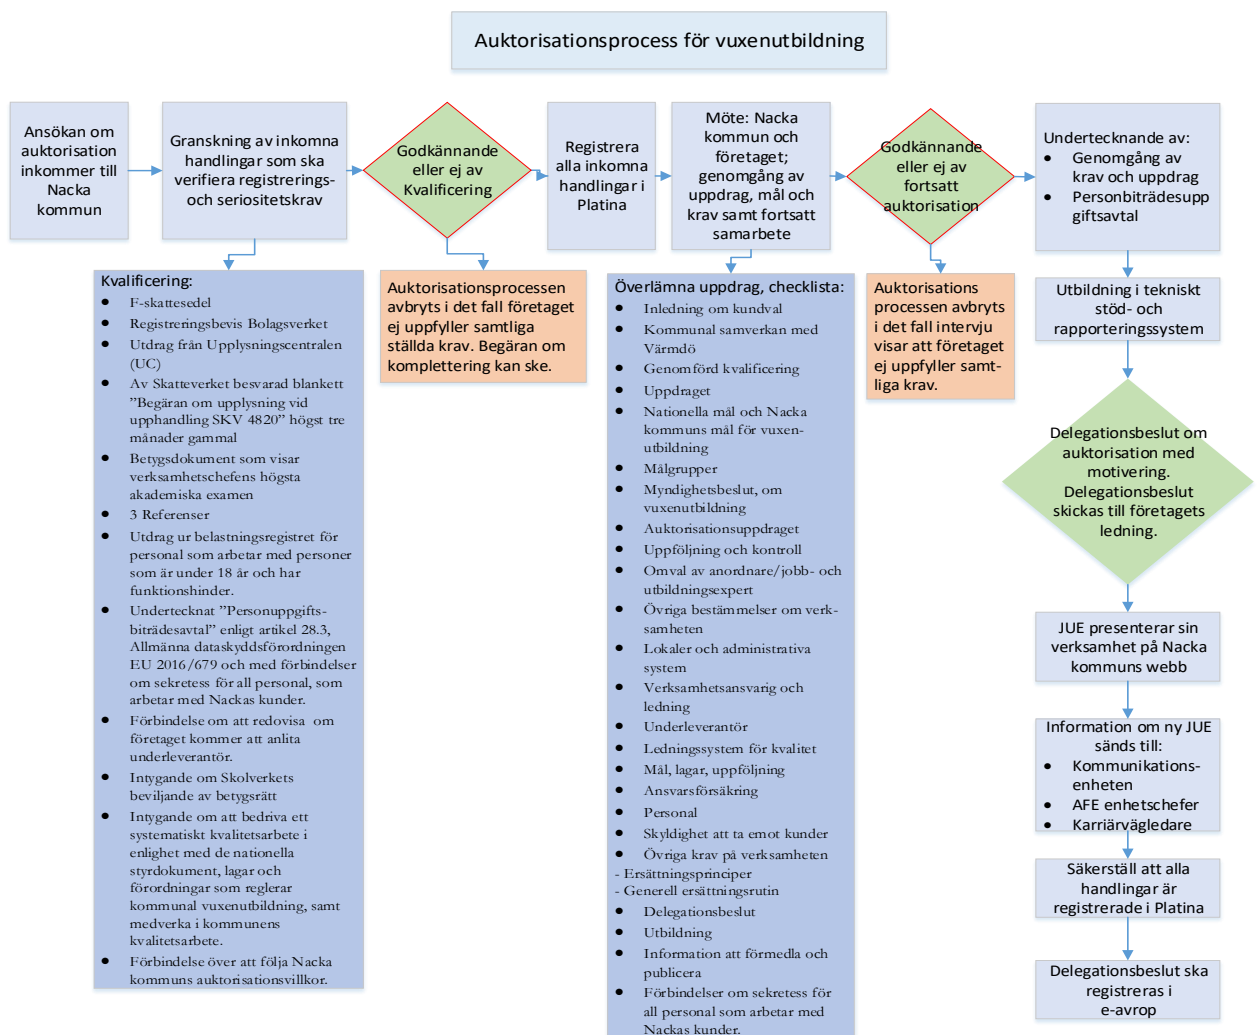 Auktorisationsprocess för vuxenutbildning
Ansökan om
auktorisation
inkommer till
Nacka
kommun
Granskning av inkomna
handlingar som ska
verifiera registrerings-
och seriositetskrav
Godkännande
eller ej av
Kvalificering
Registrera
alla inkomna
handlingar i
Platina
Möte: Nacka
kommun och
företaget;
genomgång av
uppdrag, mål och
krav samt fortsatt
samarbete
Godkännande
eller ej av
fortsatt
auktorisation
Undertecknande av:
• Genomgång av
krav och uppdrag
• Personbiträdesupp
giftsavtal
Kvalificering:
• F-skattesedel
• Registreringsbevis Bolagsverket
• Utdrag från Upplysningscentralen
(UC)
• Av Skatteverket besvarad blankett
”Begäran om upplysning vid
upphandling SKV 4820” högst tre
månader gammal
• Betygsdokument som visar
verksamhetschefens högsta
akademiska examen
• 3 Referenser
• Utdrag ur belastningsregistret för
personal som arbetar med personer
som är under 18 år och har
funktionshinder.
• Undertecknat ”Personuppgifts-
biträdesavtal” enligt artikel 28.3,
Allmänna dataskyddsförordningen
EU 2016/679 och med förbindelser
om sekretess för all personal, som
arbetar med Nackas kunder.
• Förbindelse om att redovisa om
företaget kommer att anlita
underleverantör.
• Intygande om Skolverkets
beviljande av betygsrätt
• Intygande om att bedriva ett
systematiskt kvalitetsarbete i
enlighet med de nationella
styrdokument, lagar och
förordningar som reglerar
kommunal vuxenutbildning, samt
medverka i kommunens
kvalitetsarbete.
• Förbindelse över att följa Nacka
kommuns auktorisationsvillkor.
Auktorisationsprocessen
avbryts i det fall företaget
ej uppfyller samtliga
ställda krav. Begäran om
komplettering kan ske.
Överlämna uppdrag, checklista:
• Inledning om kundval
• Kommunal samverkan med
Värmdö
• Genomförd kvalificering
• Uppdraget
• Nationella mål och Nacka
kommuns mål för vuxen-
utbildning
• Målgrupper
• Myndighetsbeslut, om
vuxenutbildning
• Auktorisationsuppdraget
• Uppföljning och kontroll
• Omval av anordnare/jobb- och
utbildningsexpert
• Övriga bestämmelser om verk-
samheten
• Lokaler och administrativa
system
• Verksamhetsansvarig och
ledning
• Underleverantör
• Ledningssystem för kvalitet
• Mål, lagar, uppföljning
• Ansvarsförsäkring
• Personal
• Skyldighet att ta emot kunder
• Övriga krav på verksamheten
- Ersättningsprinciper
- Generell ersättningsrutin
• Delegationsbeslut
• Utbildning
• Information att förmedla och
publicera
• Förbindelser om sekretess för
all personal som arbetar med
Nackas kunder.
Auktorisations
processen avbryts
i det fall intervju
visar att företaget
ej uppfyller samt-
liga krav.
Utbildning i tekniskt
stöd- och
rapporteringssystem
Delegationsbeslut om
auktorisation med
motivering.
Delegationsbeslut
skickas till företagets
ledning.
JUE presenterar sin
verksamhet på Nacka
kommuns webb
Information om ny JUE
sänds till:
• Kommunikations-
enheten
• AFE enhetschefer
• Karriärvägledare
Säkerställ att alla
handlingar är
registrerade i Platina
Delegationsbeslut ska
registreras i
e-avrop